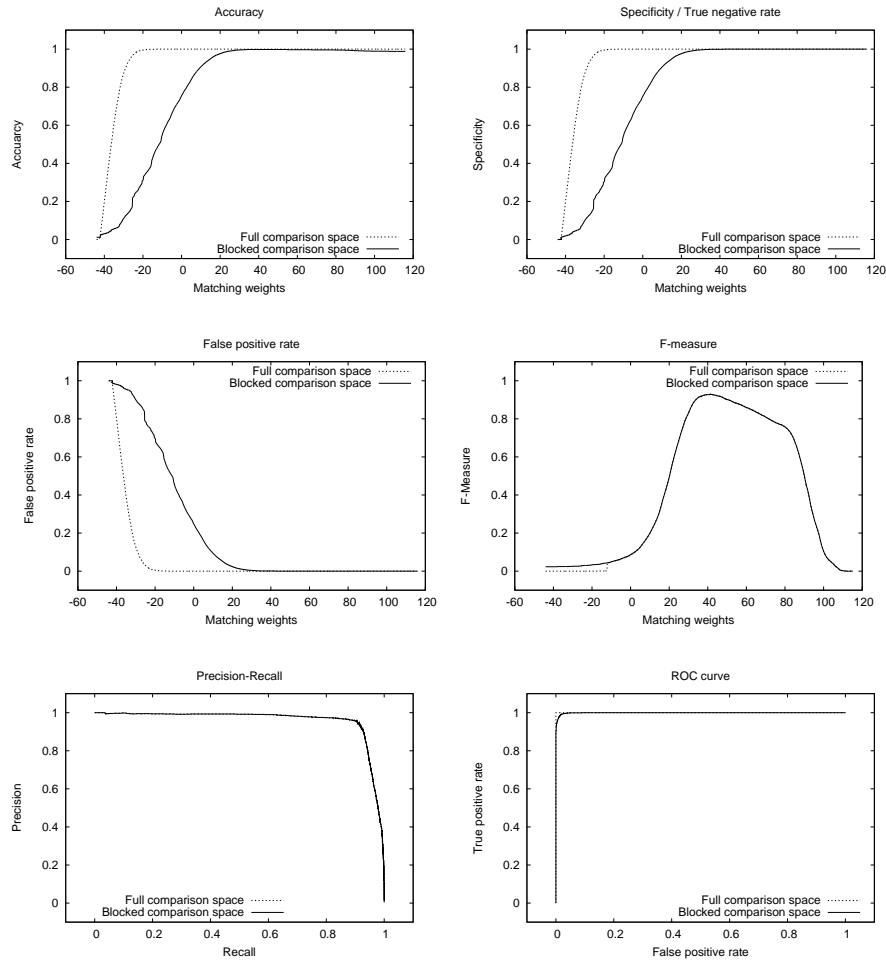 Accuracy
1
0.8
0.6
0.4
0.2
0
Accuarcy
Full comparison space
Blocked comparison space
-60 -40 -20 0 20 40 60 80 100 120
Matching weights
Specificity / True negative rate
1
0.8
0.6
0.4
0.2
0
Specificity
Full comparison space
Blocked comparison space
-60 -40 -20 0 20 40 60 80 100 120
Matching weights
False positive rate
1
0.8
0.6
0.4
0.2
0
False positive rate
Full comparison space
Blocked comparison space
-60 -40 -20 0 20 40 60 80 100 120
Matching weights
F-measure
1
0.8
0.6
0.4
0.2
0
F-Measure
Full comparison space
Blocked comparison space
-60 -40 -20 0 20 40 60 80 100 120
Matching weights
Precision-Recall
1
0.8
0.6
0.4
0.2
0
Precision
Full comparison space
Blocked comparison space
0 0.2 0.4 0.6 0.8 1
Recall
ROC curve
1
0.8
0.6
0.4
0.2
0
True positive rate
Full comparison space
Blocked comparison space
0 0.2 0.4 0.6 0.8 1
False positive rate